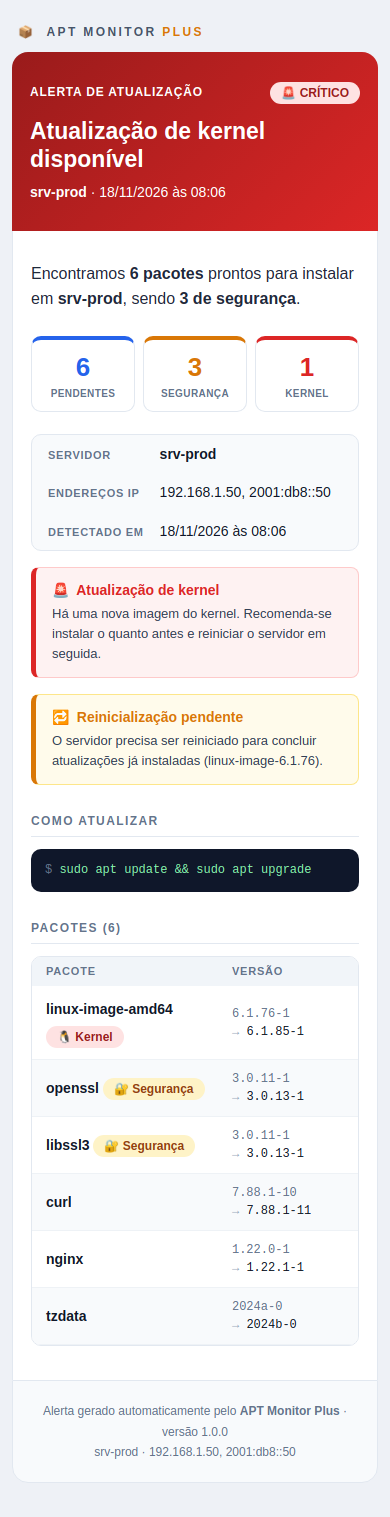 📦 APT MONITOR PLUS
ALERTA DE ATUALIZAÇÃO
🚨 CRÍTICO
Atualização de kernel
disponível
srv-prod · 18/11/2026 às 08:06
Encontramos 6 pacotes prontos para instalar
em srv-prod, sendo 3 de segurança.
6
PENDENTES
3
SEGURANÇA
1
KERNEL
SERVIDOR srv-prod
ENDEREÇOS IP 192.168.1.50, 2001:db8::50
DETECTADO EM 18/11/2026 às 08:06
🚨 Atualização de kernel
Há uma nova imagem do kernel. Recomenda-se
instalar o quanto antes e reiniciar o servidor em
seguida.
🔁 Reinicialização pendente
O servidor precisa ser reiniciado para concluir
atualizações já instaladas (linux-image-6.1.76).
COMO ATUALIZAR
$ sudo apt update && sudo apt upgrade
PACOTES (6)
PACOTE VERSÃO
linux-image-amd64
🐧 Kernel
6.1.76-1
→ 6.1.85-1
openssl 🔐 Segurança
3.0.11-1
→ 3.0.13-1
libssl3 🔐 Segurança
3.0.11-1
→ 3.0.13-1
curl
7.88.1-10
→ 7.88.1-11
nginx
1.22.0-1
→ 1.22.1-1
tzdata
2024a-0
→ 2024b-0
Alerta gerado automaticamente pelo APT Monitor Plus ·
versão 1.0.0
srv-prod · 192.168.1.50, 2001:db8::50